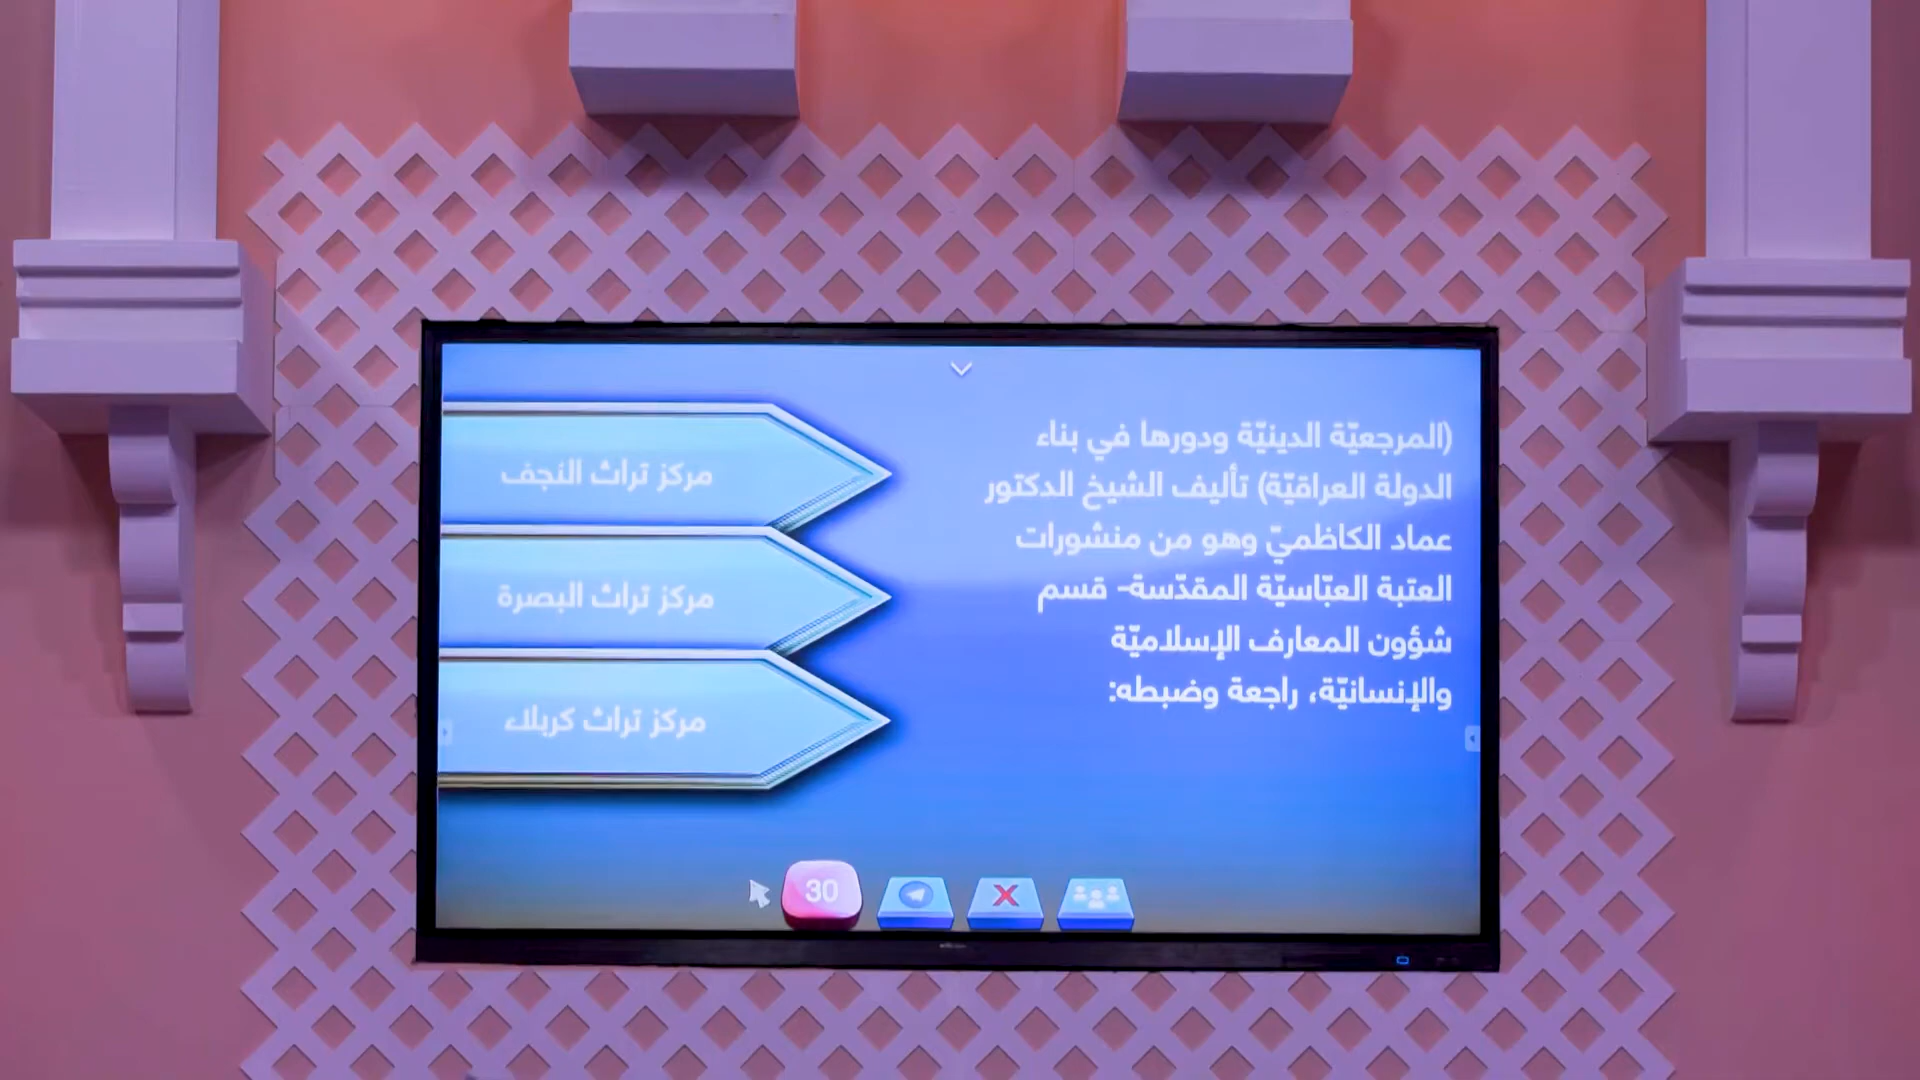 (المرجعيّة الدينيّة ودورها في بناء
الدولة العراقيّة) تأليف الشيخ الدكتور
عماد الكاظميّ وهو من منشورات
العتبة العبّاسيّة المقدّسة- قسم
شؤون المعارف الإسلاميّة
والإنسانيّة، راجعة وضبطه:
مركز تراث النجف
مركز تراث البصرة
مركز تراث كربلاء
30